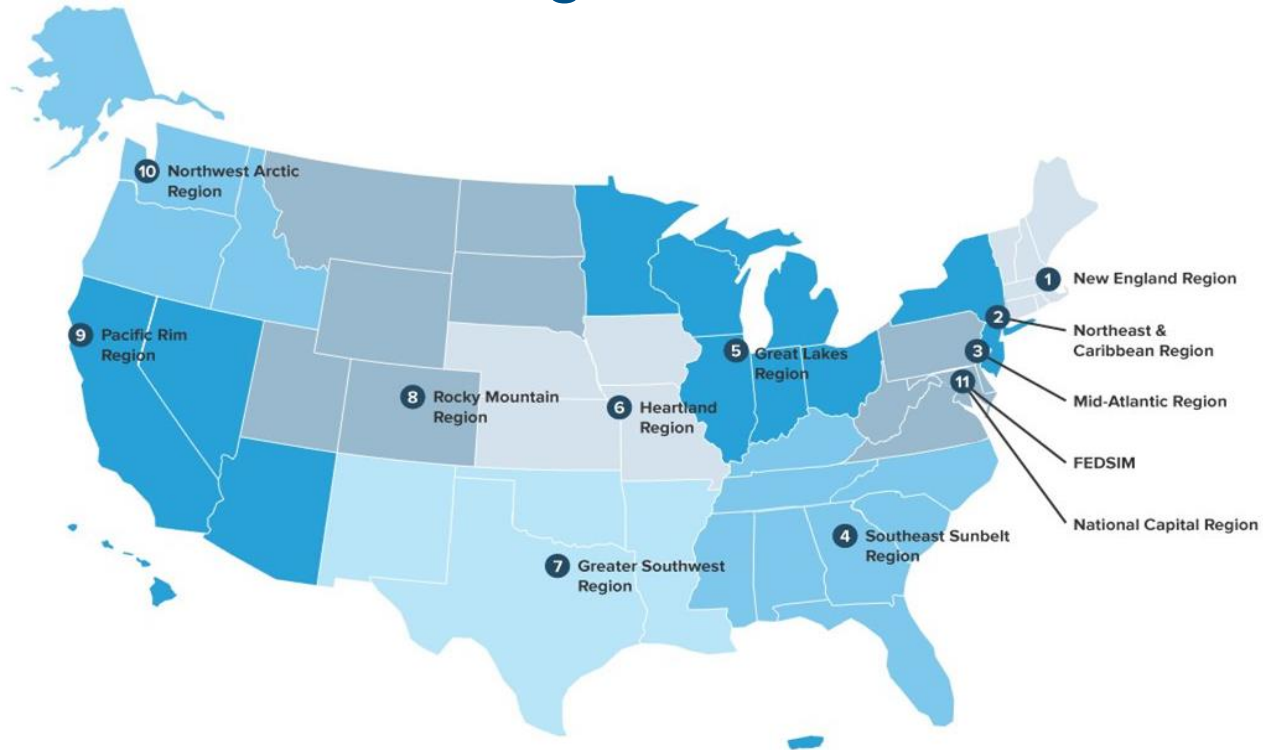 10 Northwest Arctic
Region
1 New England Region
2 Northeast &
Caribbean Region
9 Pacific Rim
Region
5 Great Lakes
Region
3 Mid-Atlantic Region
11 FEDSIM
National Capital Region
8 Rocky Mountain
Region
6 Heartland
Region
4 Southeast Sunbelt
Region
7 Greater Southwest
Region